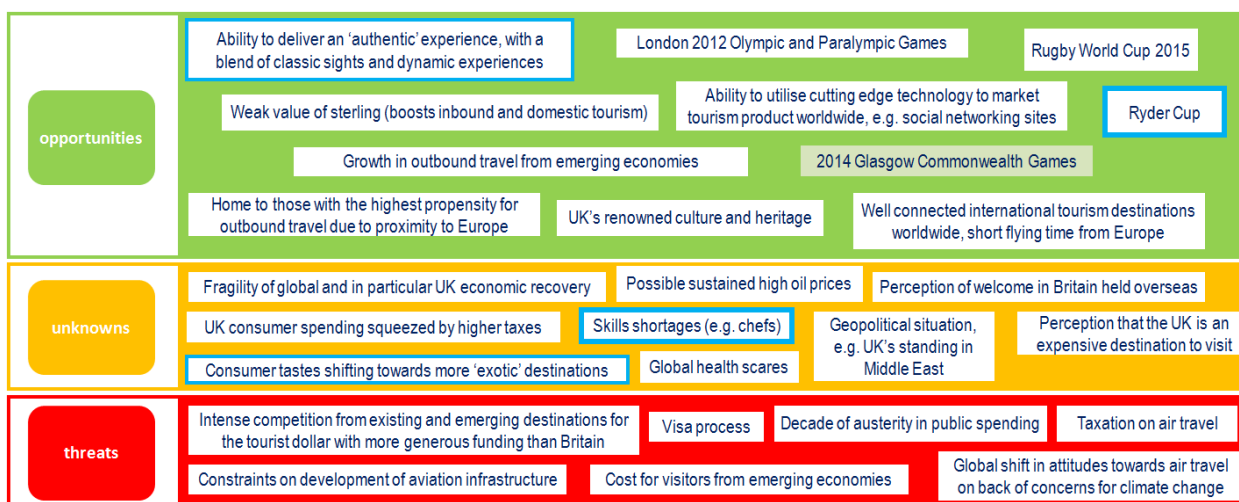 opportunities
Ability to deliver an ‘authentic’ experience, with a
blend of classic sights and dynamic experiences
London 2012 Olympic and Paralympic Games
Rugby World Cup 2015
Weak value of sterling (boosts inbound and domestic tourism)
Ability to utilise cutting edge technology to market
tourism product worldwide, e.g. social networking sites
Ryder Cup
Growth in outbound travel from emerging economies
2014 Glasgow Commonwealth Games
Home to those with the highest propensity for
outbound travel due to proximity to Europe
UK’s renowned culture and heritage
Well connected international tourism destinations
worldwide, short flying time from Europe
unknowns
Fragility of global and in particular UK economic recovery
Possible sustained high oil prices
Perception of welcome in Britain held overseas
UK consumer spending squeezed by higher taxes
Skills shortages (e.g. chefs)
Geopolitical situation,
e.g. UK’s standing in
Middle East
Perception that the UK is an
expensive destination to visit
Consumer tastes shifting towards more ‘exotic’ destinations
Global health scares
threats
Intense competition from existing and emerging destinations for
the tourist dollar with more generous funding than Britain
Visa process
Decade of austerity in public spending
Taxation on air travel
Constraints on development of aviation infrastructure
Cost for visitors from emerging economies
Global shift in attitudes towards air travel
on back of concerns for climate change